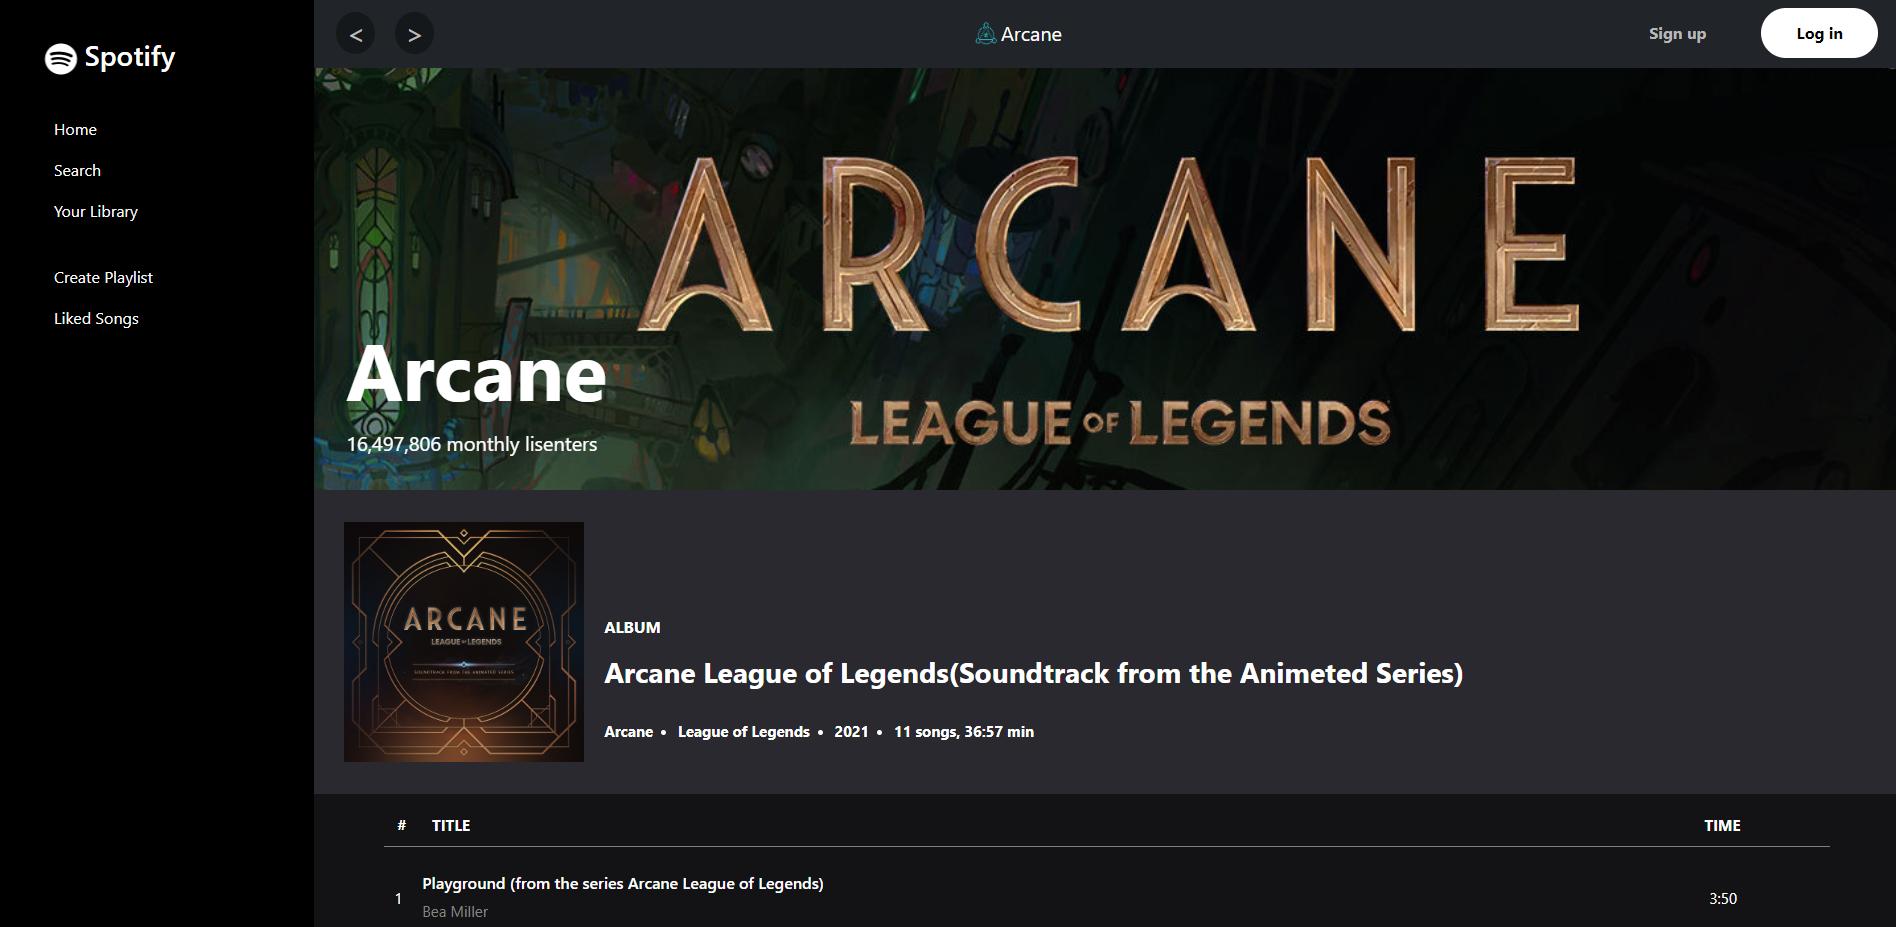 Spotify
Home
Search
Your Library
Create Playlist
Liked Songs
< >
Arcane
Sign up
Log in
ARCANE
LEAGUE OF LEGENDS
Arcane
16,497,806 monthly lisenters
ARCANE
LEAGUE OF LEGENDS
SOUNDTRACK FROM THE ANIMATED SERIES
ALBUM
Arcane League of Legends(Soundtrack from the Animeted Series)
Arcane • League of Legends • 2021 • 11 songs, 36:57 min
# TITLE TIME
1 Playground (from the series Arcane League of Legends) 3:50
Bea Miller